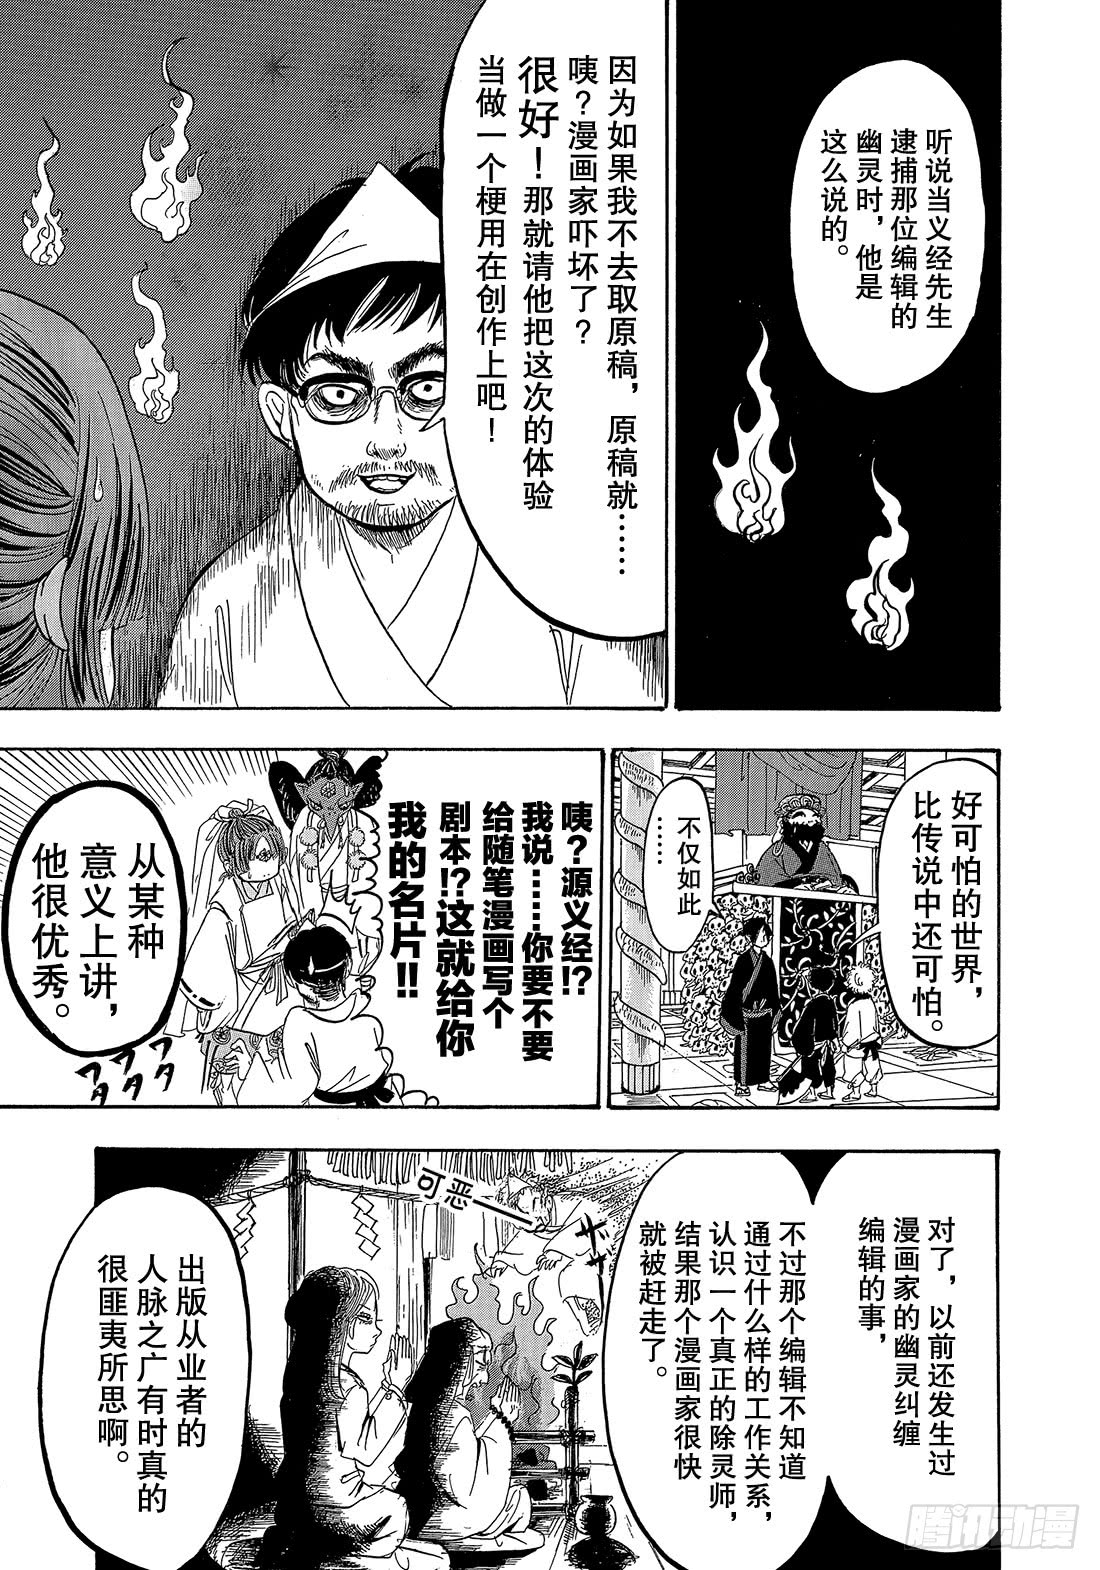 听说当义经先生
逮捕那位编辑的
幽灵时，他是
这么说的。
因为如果我不去取原稿，原稿就……
咦？漫画家吓坏了？
很好！那就请他把这次的体验
当做一个梗用在创作上吧！
好可怕的世界，
比传说中还可怕。
不仅如此
……
咦？源义经!?
我说……你要不要
给随笔漫画写个
剧本!?这就给你
我的名片!!
从某种
意义上讲，
他很优秀。
フタ
フタ
フタ
对了，以前还发生过
漫画家的幽灵纠缠
编辑的事，
不过那个编辑不知道
通过什么样的工作关系，
认识一个真正的除灵师，
结果那个漫画家很快
就被赶走了。
可恶——
出版从业者的
人脉之广有时真的
很匪夷所思啊。
腾讯动漫